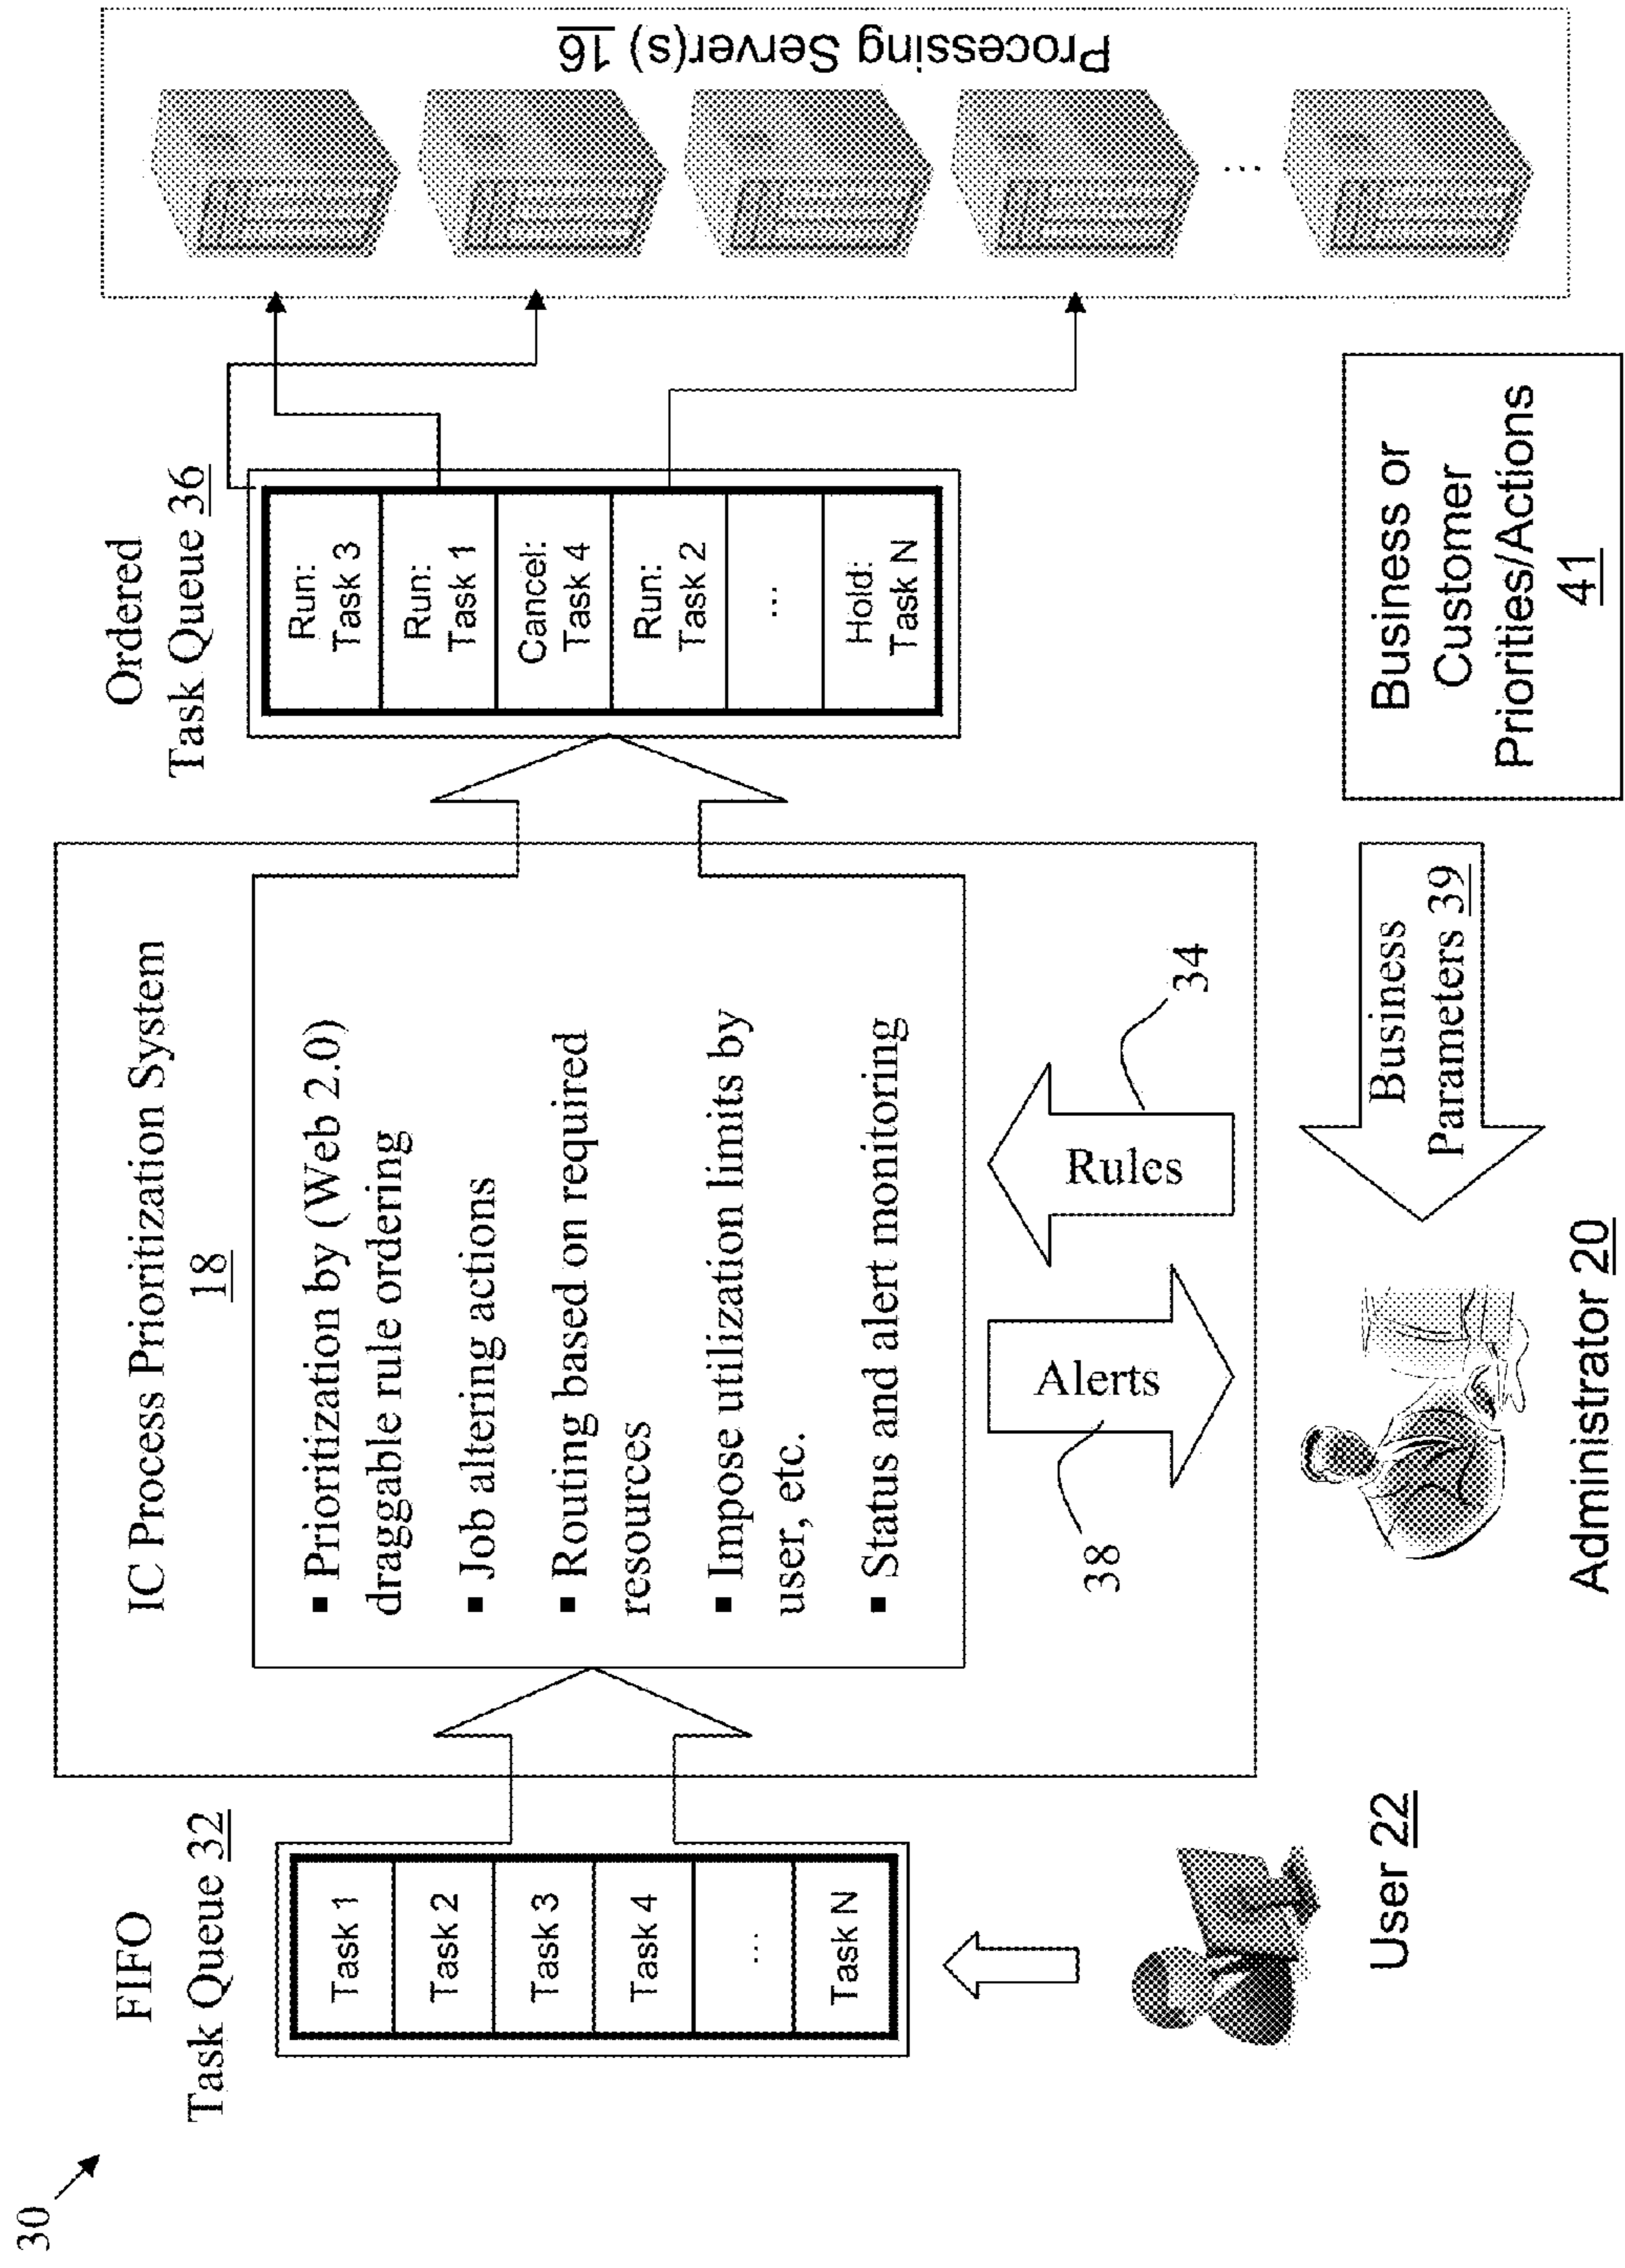 30
FIFO
Task Queue 32
Task 1
Task 2
Task 3
Task 4
...
Task N
User 22
IC Process Prioritization System
18
▪ Prioritization by (Web 2.0)
draggable rule ordering
▪ Job altering actions
▪ Routing based on required
resources
▪ Impose utilization limits by
user, etc.
▪ Status and alert monitoring
38
Alerts
Rules
34
Administrator 20
Business
Parameters 39
Ordered
Task Queue 36
Run:
Task 3
Run:
Task 1
Cancel:
Task 4
Run:
Task 2
...
Hold:
Task N
Business or
Customer
Priorities/Actions
41
Processing Server(s) 16
...